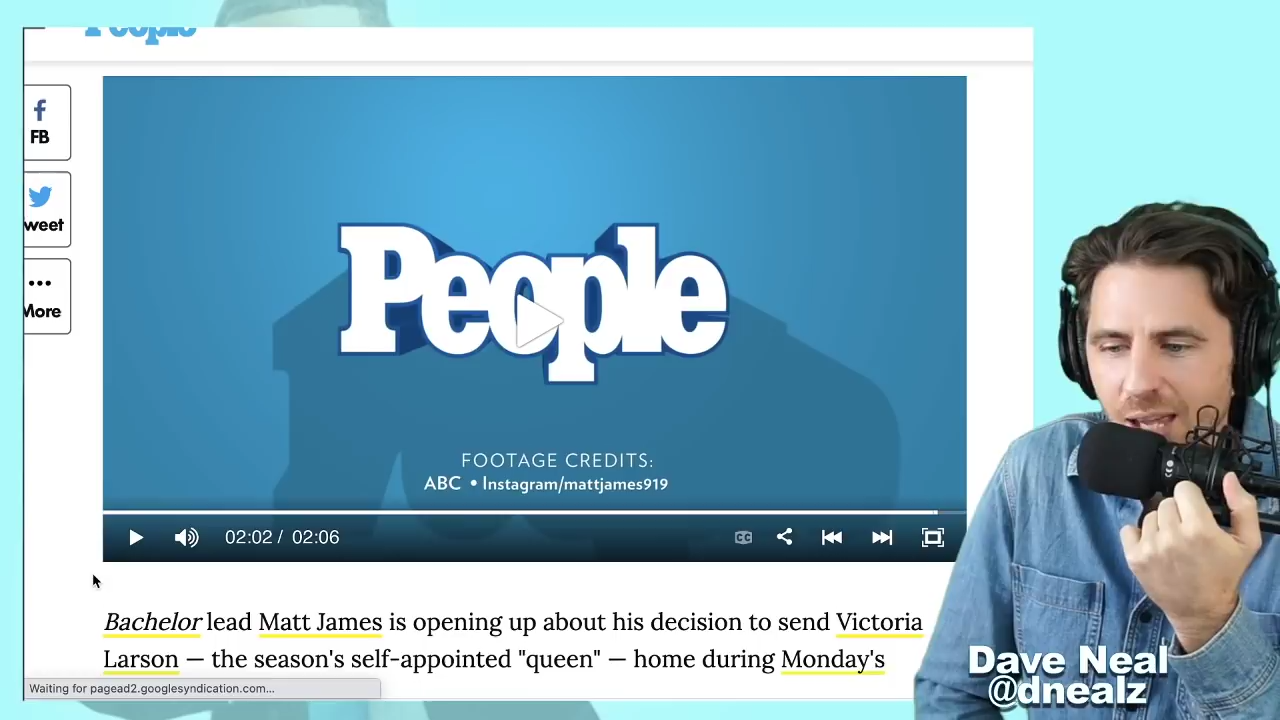 People
FB
weet
More
People
FOOTAGE CREDITS:
ABC • Instagram/mattjames919
02:02 / 02:06
CC
Bachelor lead Matt James is opening up about his decision to send Victoria
Larson — the season's self-appointed "queen" — home during Monday's
Waiting for pagead2.googlesyndication.com...
Dave Neal
@dnealz